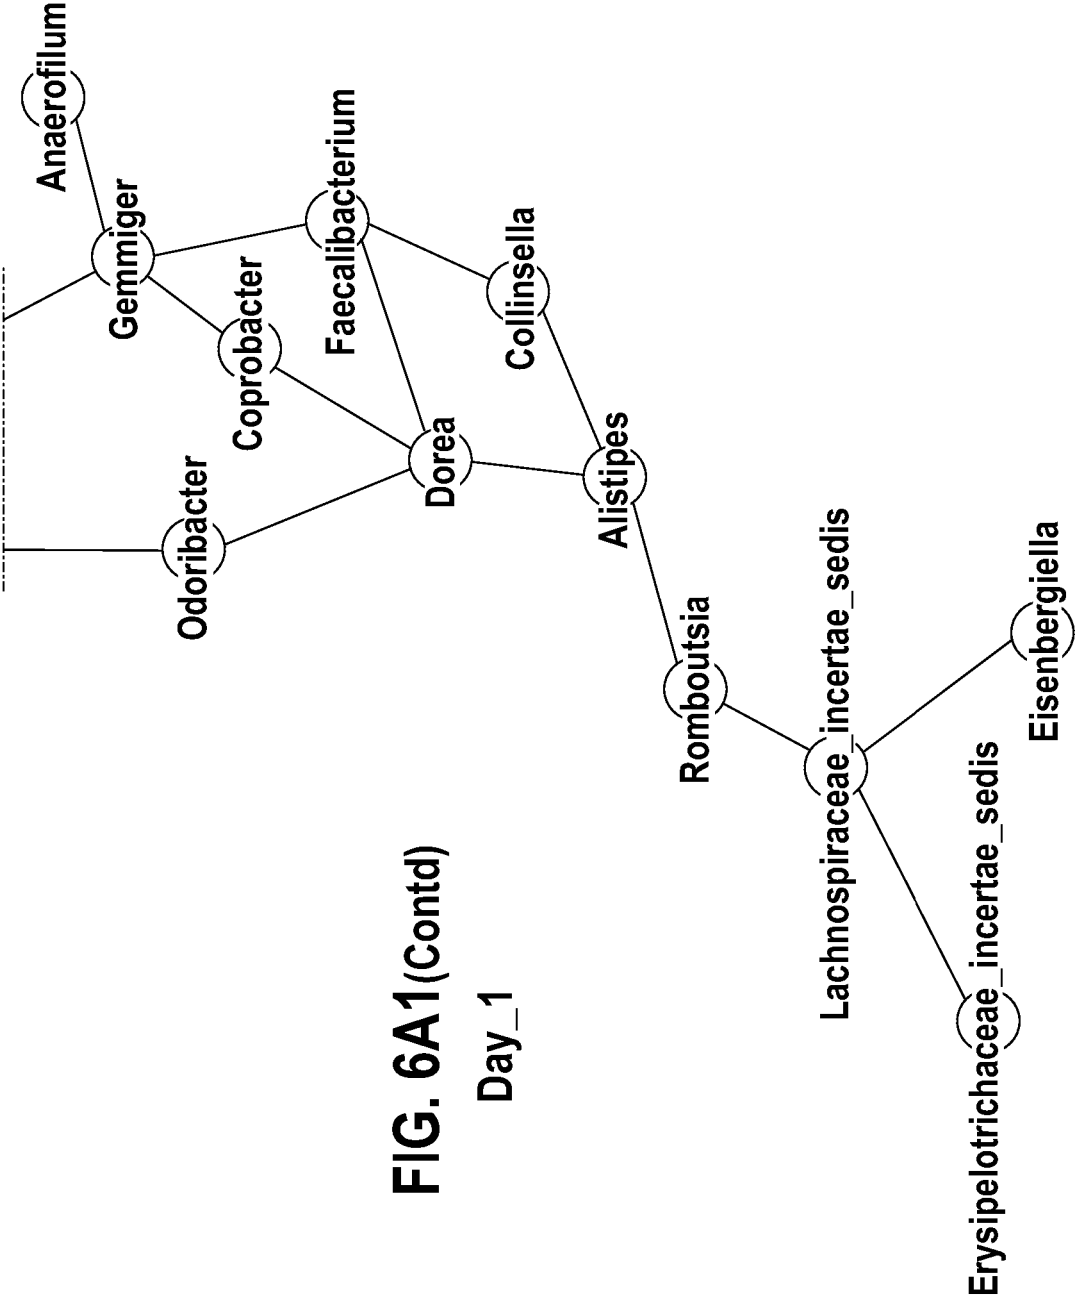 Anaerofilum
Gemmiger
Faecalibacterium
Coprobacter
Collinsella
Dorea
Odoribacter
Alistipes
Romboutsia
Lachnospiraceae_incertae_sedis
Eisenbergiella
Erysipelotrichaceae_incertae_sedis
FIG. 6A1(Contd)
Day_1